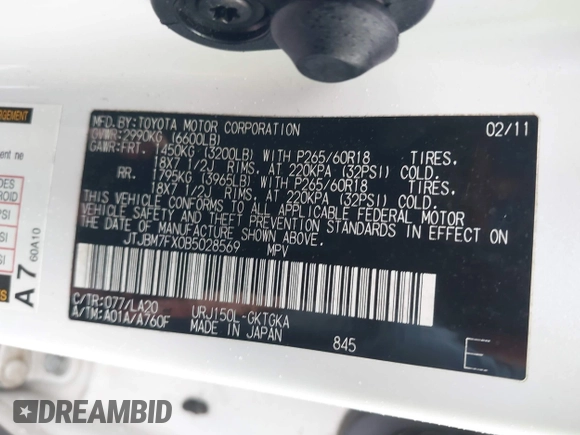 MFD.BY:TOYOTA MOTOR CORPORATION 02/11
GVWR:2990KG (6600LB)
GAWR:FRT. 1450KG (3200LB) WITH P265/60R18 TIRES.
18X7 1/2J RIMS, AT 220KPA (32PSI) COLD.
RR. 1795KG (3965LB) WITH P265/60R18 TIRES.
18X7 1/2J RIMS, AT 220KPA (32PSI) COLD.
THIS VEHICLE CONFORMS TO ALL APPLICABLE FEDERAL MOTOR
VEHICLE SAFETY AND THEFT PREVENTION STANDARDS IN EFFECT ON
THE DATE OF MANUFACTURE SHOWN ABOVE.
JTJBM7FX0B5028569 MPV
C/TR:077/LA20 URJ150L-GKTGKA
A/TM:A01A/A760F MADE IN JAPAN 845 E
ne
PSI
A7
60A10
DREAMBID